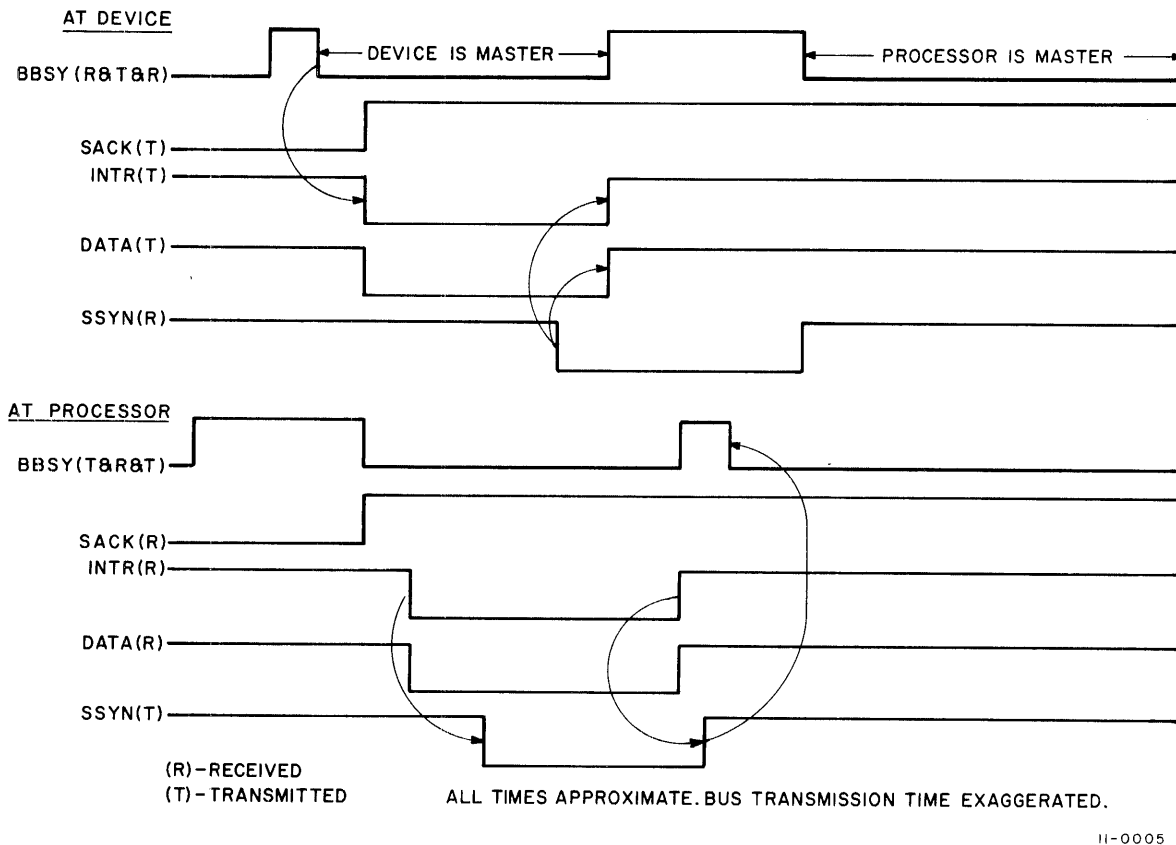 AT DEVICE
BBSY(R&T&R)
DEVICE IS MASTER
PROCESSOR IS MASTER
SACK(T)
INTR(T)
DATA(T)
SSYN(R)
AT PROCESSOR
BBSY(T&R&T)
SACK(R)
INTR(R)
DATA(R)
SSYN(T)
(R)-RECEIVED
(T)-TRANSMITTED
ALL TIMES APPROXIMATE. BUS TRANSMISSION TIME EXAGGERATED.
11-0005